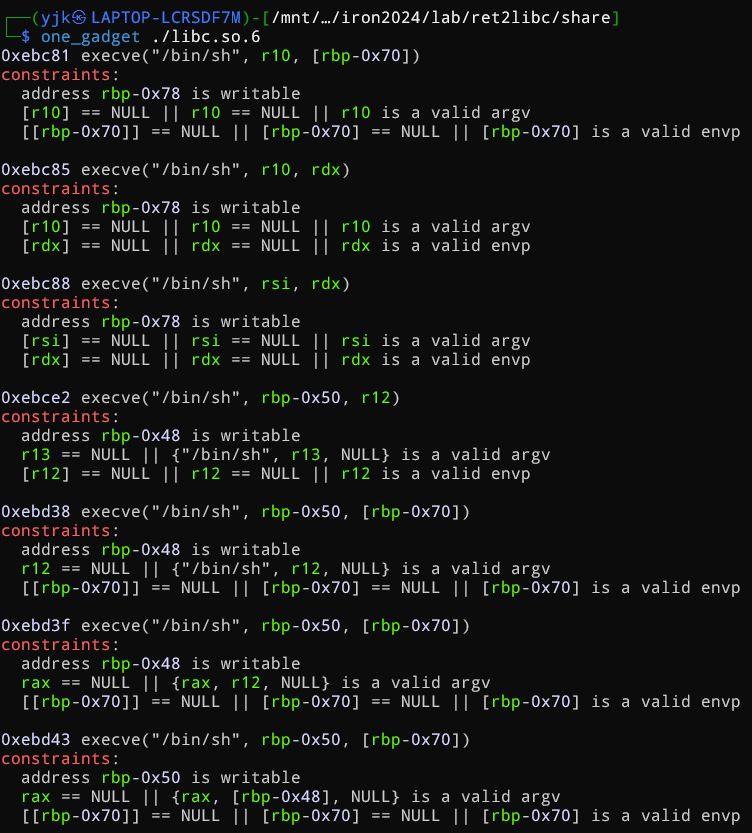 ┌──(yjk㉿LAPTOP-LCRSDF7M)-[/mnt/…/iron2024/lab/ret2libc/share]
└─$ one_gadget ./libc.so.6
0xebc81 execve("/bin/sh", r10, [rbp-0x70])
constraints:
  address rbp-0x78 is writable
  [r10] == NULL || r10 == NULL || r10 is a valid argv
  [[rbp-0x70]] == NULL || [rbp-0x70] == NULL || [rbp-0x70] is a valid envp

0xebc85 execve("/bin/sh", r10, rdx)
constraints:
  address rbp-0x78 is writable
  [r10] == NULL || r10 == NULL || r10 is a valid argv
  [rdx] == NULL || rdx == NULL || rdx is a valid envp

0xebc88 execve("/bin/sh", rsi, rdx)
constraints:
  address rbp-0x78 is writable
  [rsi] == NULL || rsi == NULL || rsi is a valid argv
  [rdx] == NULL || rdx == NULL || rdx is a valid envp

0xebce2 execve("/bin/sh", rbp-0x50, r12)
constraints:
  address rbp-0x48 is writable
  r13 == NULL || {"/bin/sh", r13, NULL} is a valid argv
  [r12] == NULL || r12 == NULL || r12 is a valid envp

0xebd38 execve("/bin/sh", rbp-0x50, [rbp-0x70])
constraints:
  address rbp-0x48 is writable
  r12 == NULL || {"/bin/sh", r12, NULL} is a valid argv
  [[rbp-0x70]] == NULL || [rbp-0x70] == NULL || [rbp-0x70] is a valid envp

0xebd3f execve("/bin/sh", rbp-0x50, [rbp-0x70])
constraints:
  address rbp-0x48 is writable
  rax == NULL || {rax, r12, NULL} is a valid argv
  [[rbp-0x70]] == NULL || [rbp-0x70] == NULL || [rbp-0x70] is a valid envp

0xebd43 execve("/bin/sh", rbp-0x50, [rbp-0x70])
constraints:
  address rbp-0x50 is writable
  rax == NULL || {rax, [rbp-0x48], NULL} is a valid argv
  [[rbp-0x70]] == NULL || [rbp-0x70] == NULL || [rbp-0x70] is a valid envp